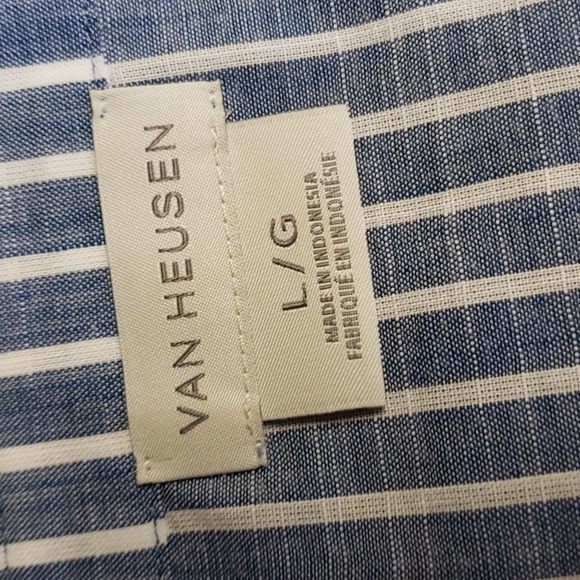 VAN HEUSEN
L/G
MADE IN INDONESIA
FABRIQUÉ EN INDONÉSIE